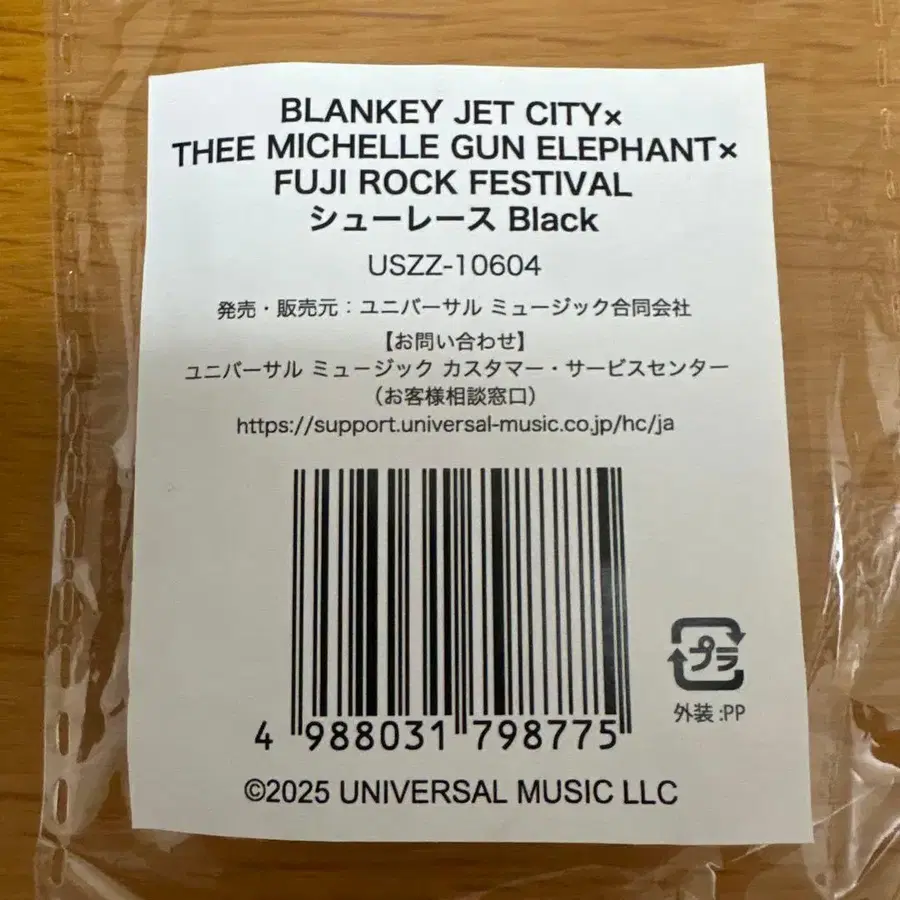 BLANKEY JET CITY×
THEE MICHELLE GUN ELEPHANT×
FUJI ROCK FESTIVAL
シューレース Black
USZZ-10604
発売・販売元：ユニバーサル ミュージック合同会社
【お問い合わせ】
ユニバーサル ミュージック カスタマー・サービスセンター
（お客様相談窓口）
https://support.universal-music.co.jp/hc/ja
4 988031 798775
プラ
外装:PP
©2025 UNIVERSAL MUSIC LLC